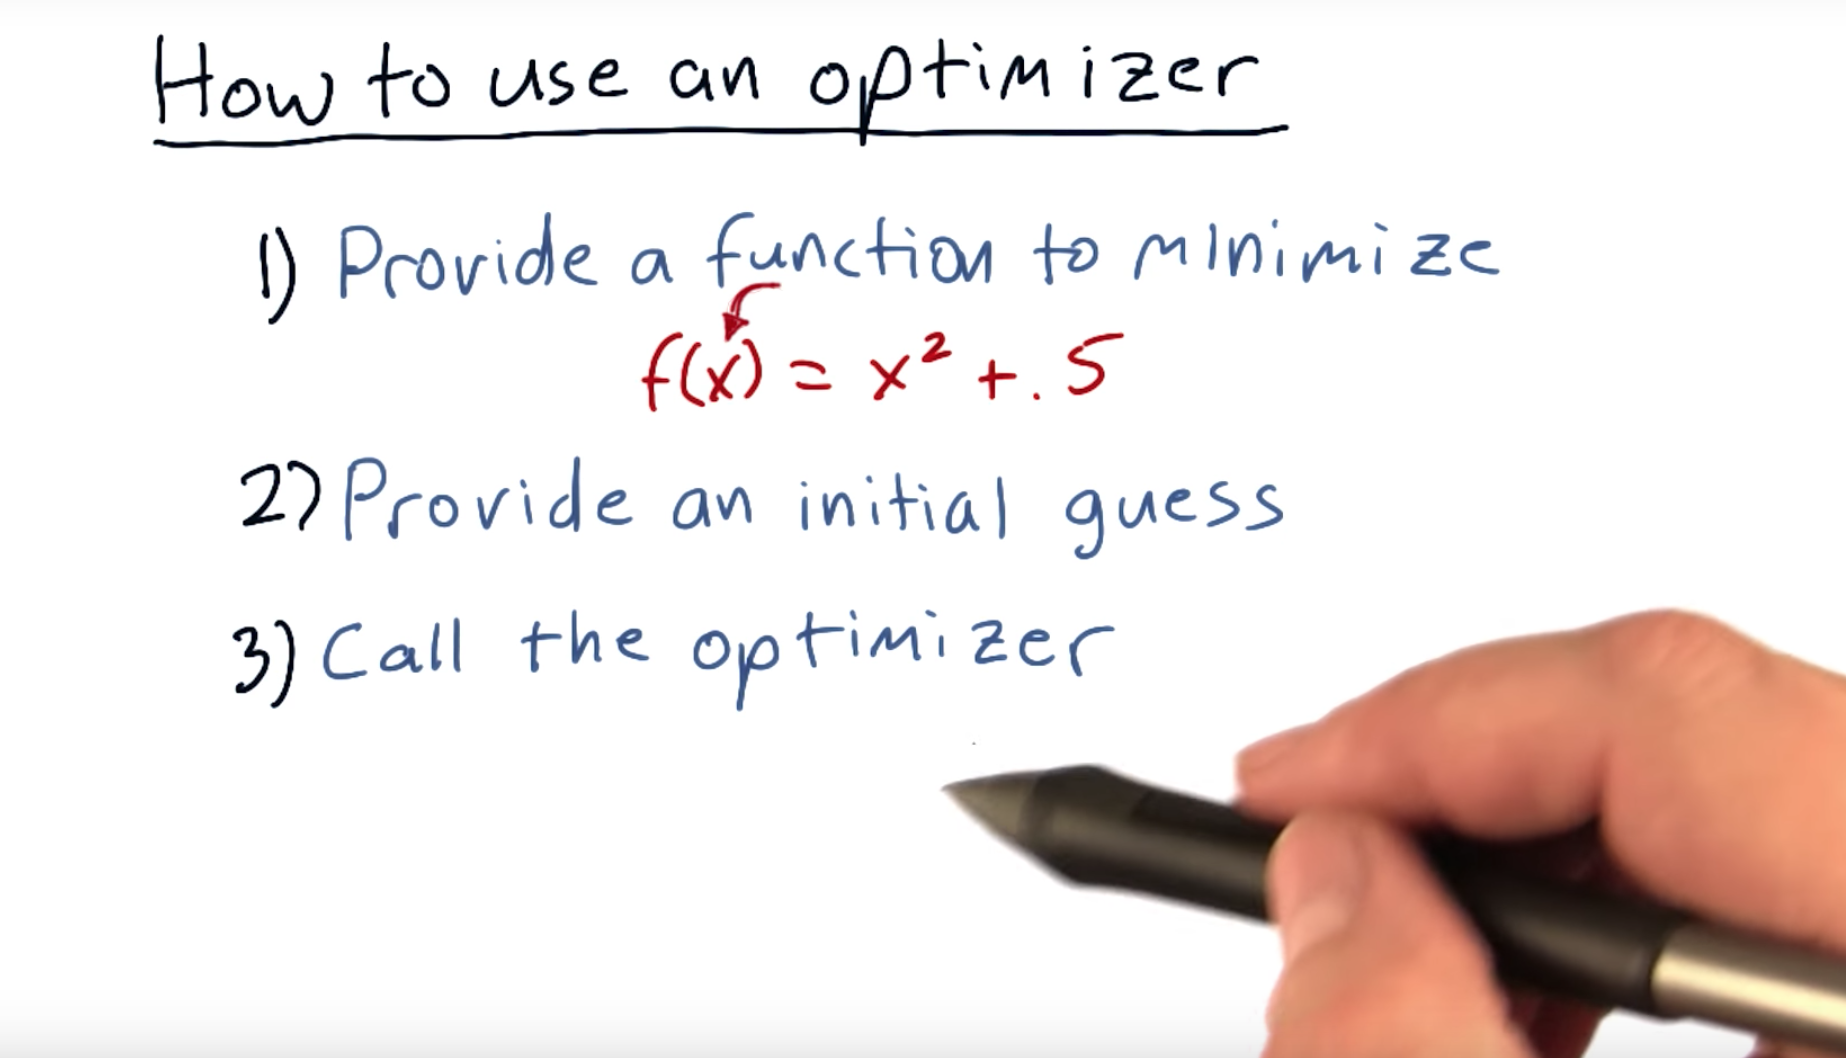 How to use an optimizer
1) Provide a function to minimize
f(x) = x² + .5
2) Provide an initial guess
3) Call the optimizer